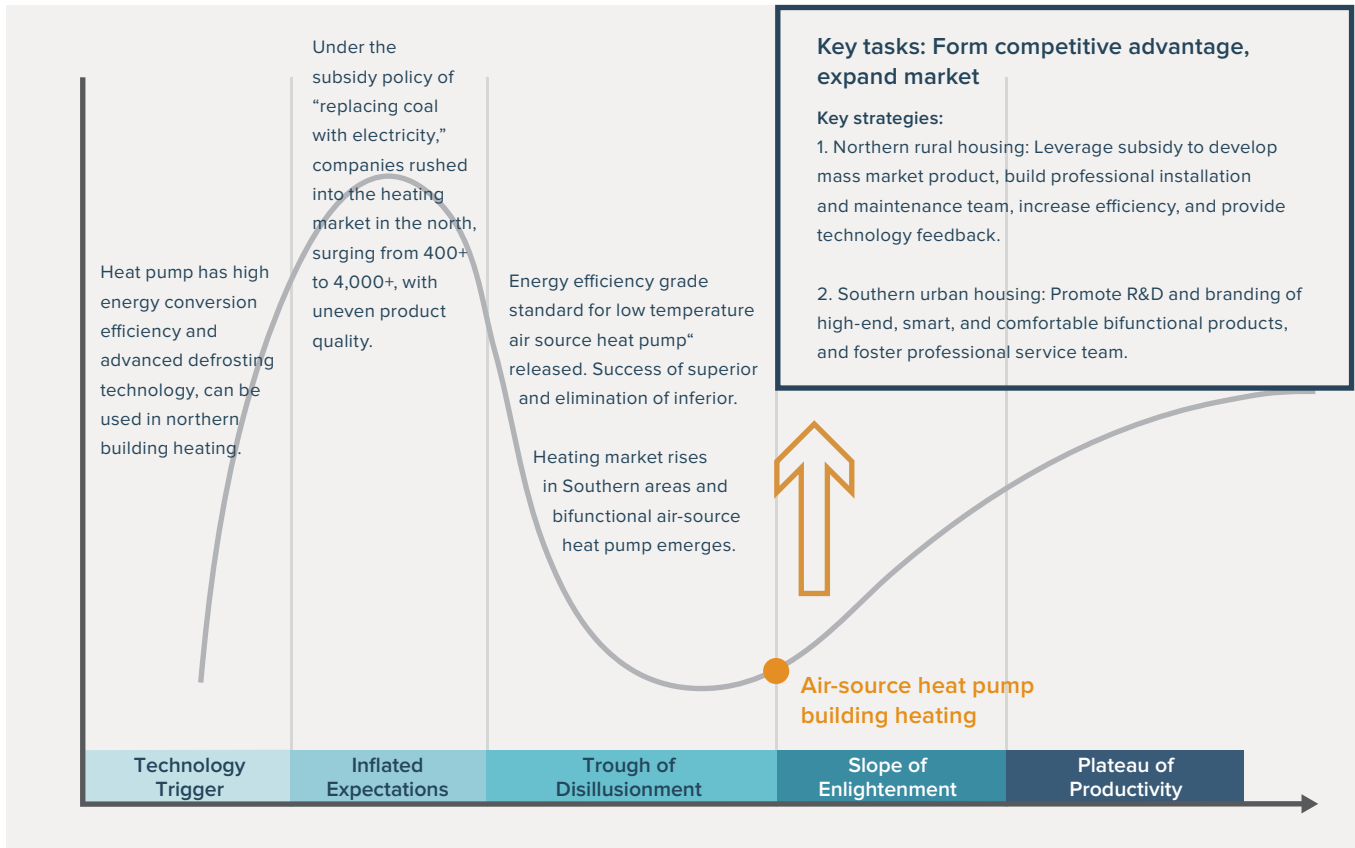 Heat pump has high
energy conversion
efficiency and
advanced defrosting
technology, can be
used in northern
building heating.
Under the
subsidy policy of
“replacing coal
with electricity,”
companies rushed
into the heating
market in the north,
surging from 400+
to 4,000+, with
uneven product
quality.
Energy efficiency grade
standard for low temperature
air source heat pump“
released. Success of superior
and elimination of inferior.
Heating market rises
in Southern areas and
bifunctional air-source
heat pump emerges.
Key tasks: Form competitive advantage,
expand market
Key strategies:
1. Northern rural housing: Leverage subsidy to develop
mass market product, build professional installation
and maintenance team, increase efficiency, and provide
technology feedback.
2. Southern urban housing: Promote R&D and branding of
high-end, smart, and comfortable bifunctional products,
and foster professional service team.
Air-source heat pump
building heating
Technology
Trigger
Inflated
Expectations
Trough of
Disillusionment
Slope of
Enlightenment
Plateau of
Productivity